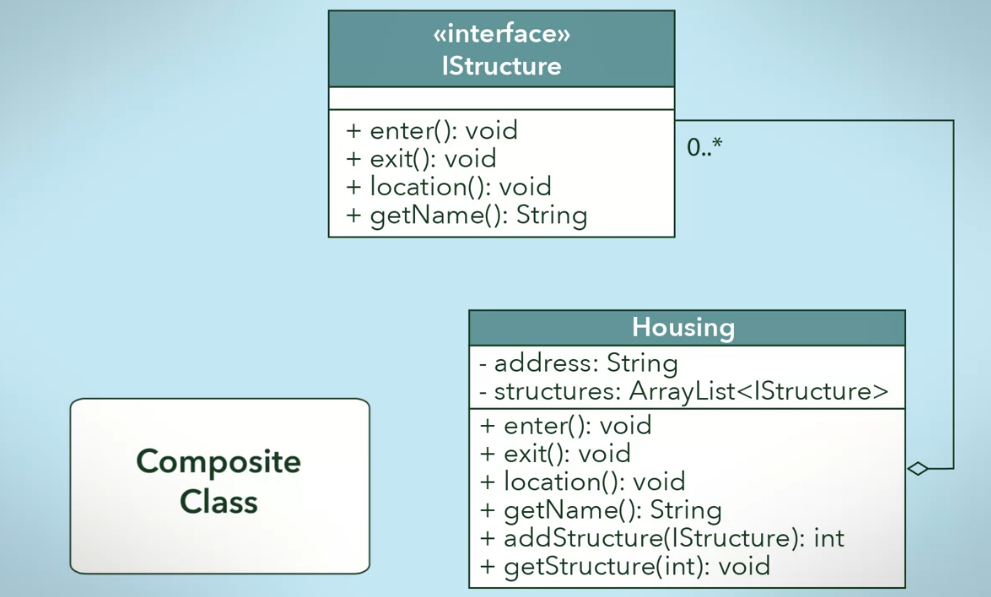 «interface»
IStructure
+ enter(): void
+ exit(): void
+ location(): void
+ getName(): String
0..*
Housing
- address: String
- structures: ArrayList<IStructure>
+ enter(): void
+ exit(): void
+ location(): void
+ getName(): String
+ addStructure(IStructure): int
+ getStructure(int): void
Composite
Class